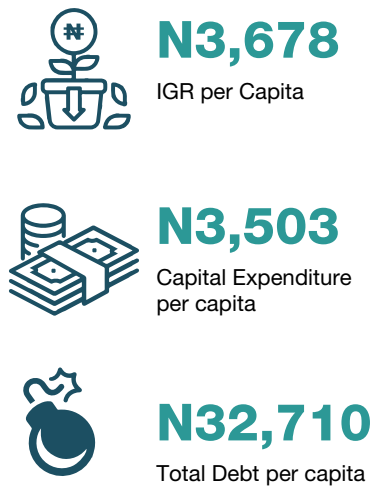 ₦
N3,678
IGR per Capita
N3,503
Capital Expenditure
per capita
N32,710
Total Debt per capita